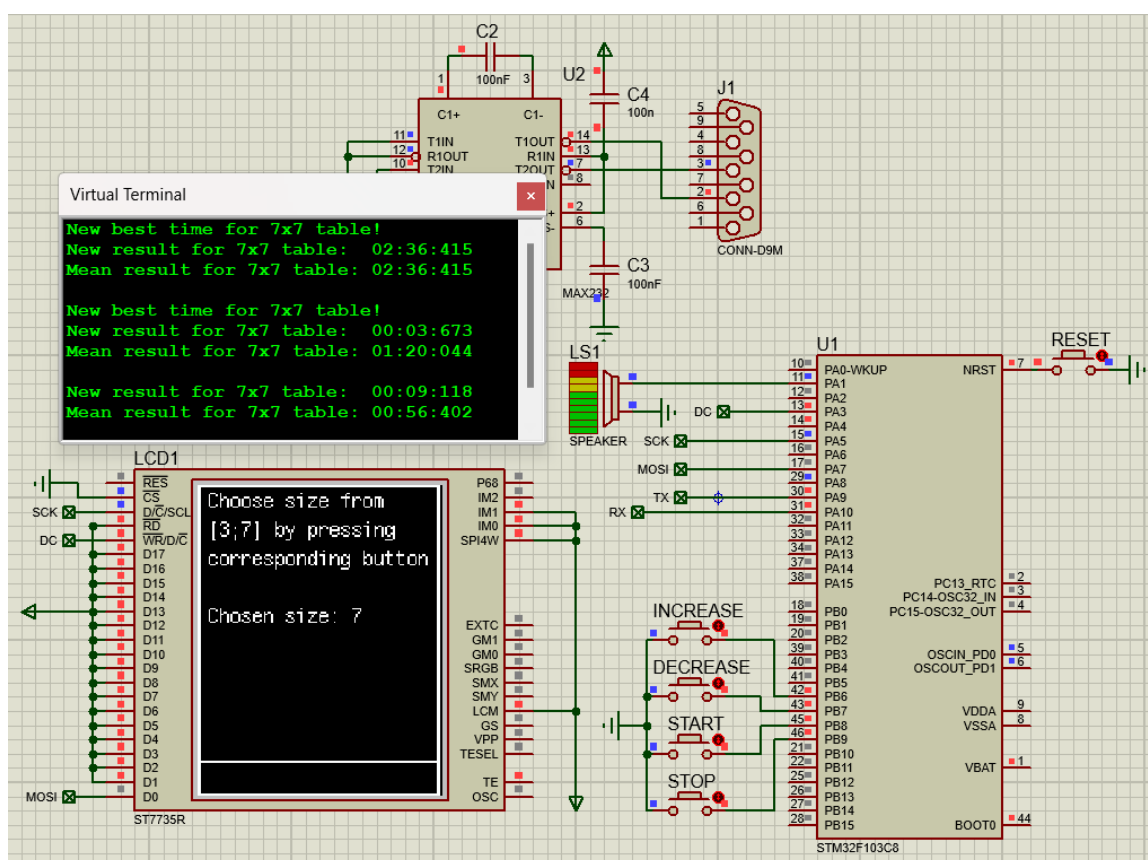 C2
100nF
1
3
U2
C1+
C1-
C4
100n
J1
5
9
4
8
3
7
2
6
1
CONN-D9M
11
T1IN
12
R1OUT
10
T2IN
T1OUT
14
R1IN
13
T2OUT
7
8
2
6
C3
100nF
MAX232
Virtual Terminal
New best time for 7x7 table!
New result for 7x7 table:  02:36:415
Mean result for 7x7 table: 02:36:415
New best time for 7x7 table!
New result for 7x7 table:  00:03:673
Mean result for 7x7 table: 01:20:044
New result for 7x7 table:  00:09:118
Mean result for 7x7 table: 00:56:402
LS1
SPEAKER
DC
SCK
MOSI
TX
RX
U1
RESET
10 PA0-WKUP
11 PA1
12 PA2
13 PA3
14 PA4
15 PA5
16 PA6
17 PA7
29 PA8
30 PA9
31 PA10
32 PA11
33 PA12
34 PA13
37 PA14
38 PA15
18 PB0
19 PB1
20 PB2
39 PB3
40 PB4
41 PB5
42 PB6
43 PB7
45 PB8
46 PB9
21 PB10
22 PB11
25 PB12
26 PB13
27 PB14
28 PB15
NRST 7
PC13_RTC 2
PC14-OSC32_IN 3
PC15-OSC32_OUT 4
OSCIN_PD0 5
OSCOUT_PD1 6
VDDA 9
VSSA 8
VBAT 1
BOOT0 44
STM32F103C8
INCREASE
DECREASE
START
STOP
LCD1
SCK
DC
MOSI
RES
CS
D/C/SCL
RD
WR/D/C
D17
D16
D15
D14
D13
D12
D11
D10
D9
D8
D7
D6
D5
D4
D3
D2
D1
D0
ST7735R
Choose size from
[3;7] by pressing
corresponding button
Chosen size: 7
P68
IM2
IM1
IM0
SPI4W
EXTC
GM1
GM0
SRGB
SMX
SMY
LCM
GS
VPP
TESEL
TE
OSC